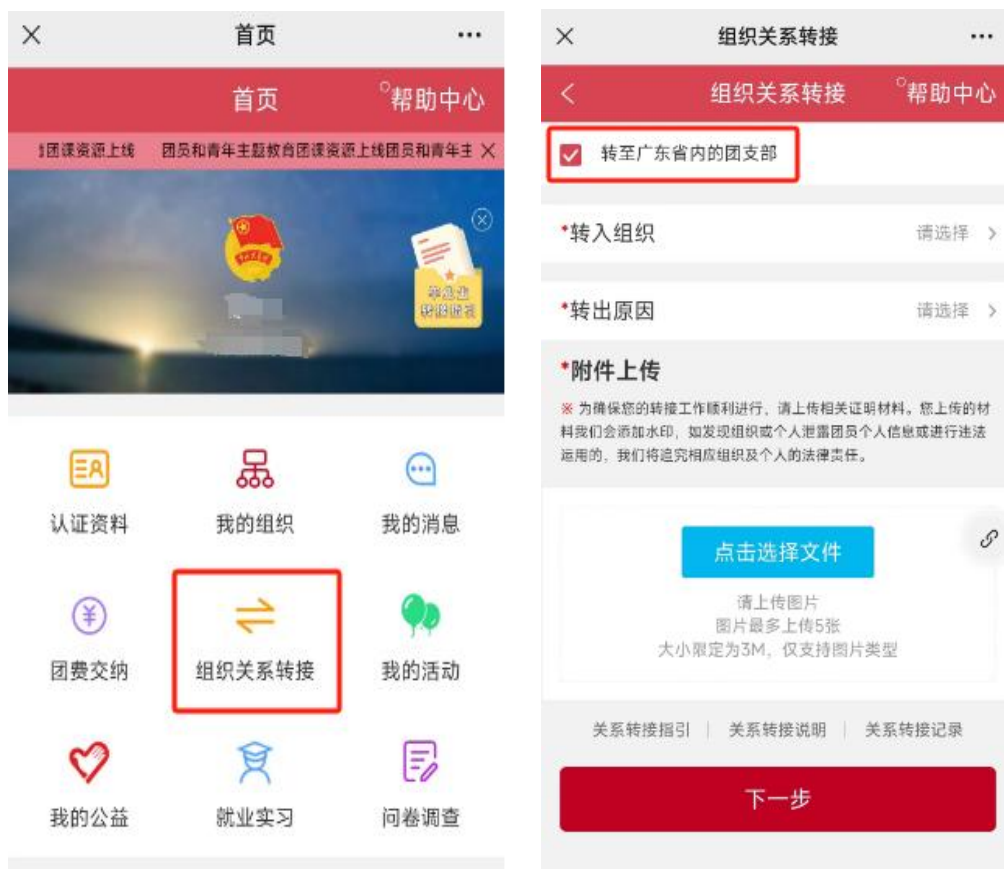 首页
首页
帮助中心
团课资源上线 团员和青年主题教育团课资源上线团员和青年主
毕业生
认证资料
我的组织
我的消息
团费交纳
组织关系转接
我的活动
我的公益
就业实习
问卷调查
组织关系转接
组织关系转接
帮助中心
转至广东省内的团支部
*转入组织
请选择
*转出原因
请选择
*附件上传
※ 为确保您的转接工作顺利进行，请上传相关证明材料。您上传的材
料我们会添加水印，如发现组织或个人泄露团员个人信息或进行违法
运用的，我们将追究相应组织及个人的法律责任。
点击选择文件
请上传图片
图片最多上传5张
大小限定为3M，仅支持图片类型
关系转接指引 | 关系转接说明 | 关系转接记录
下一步